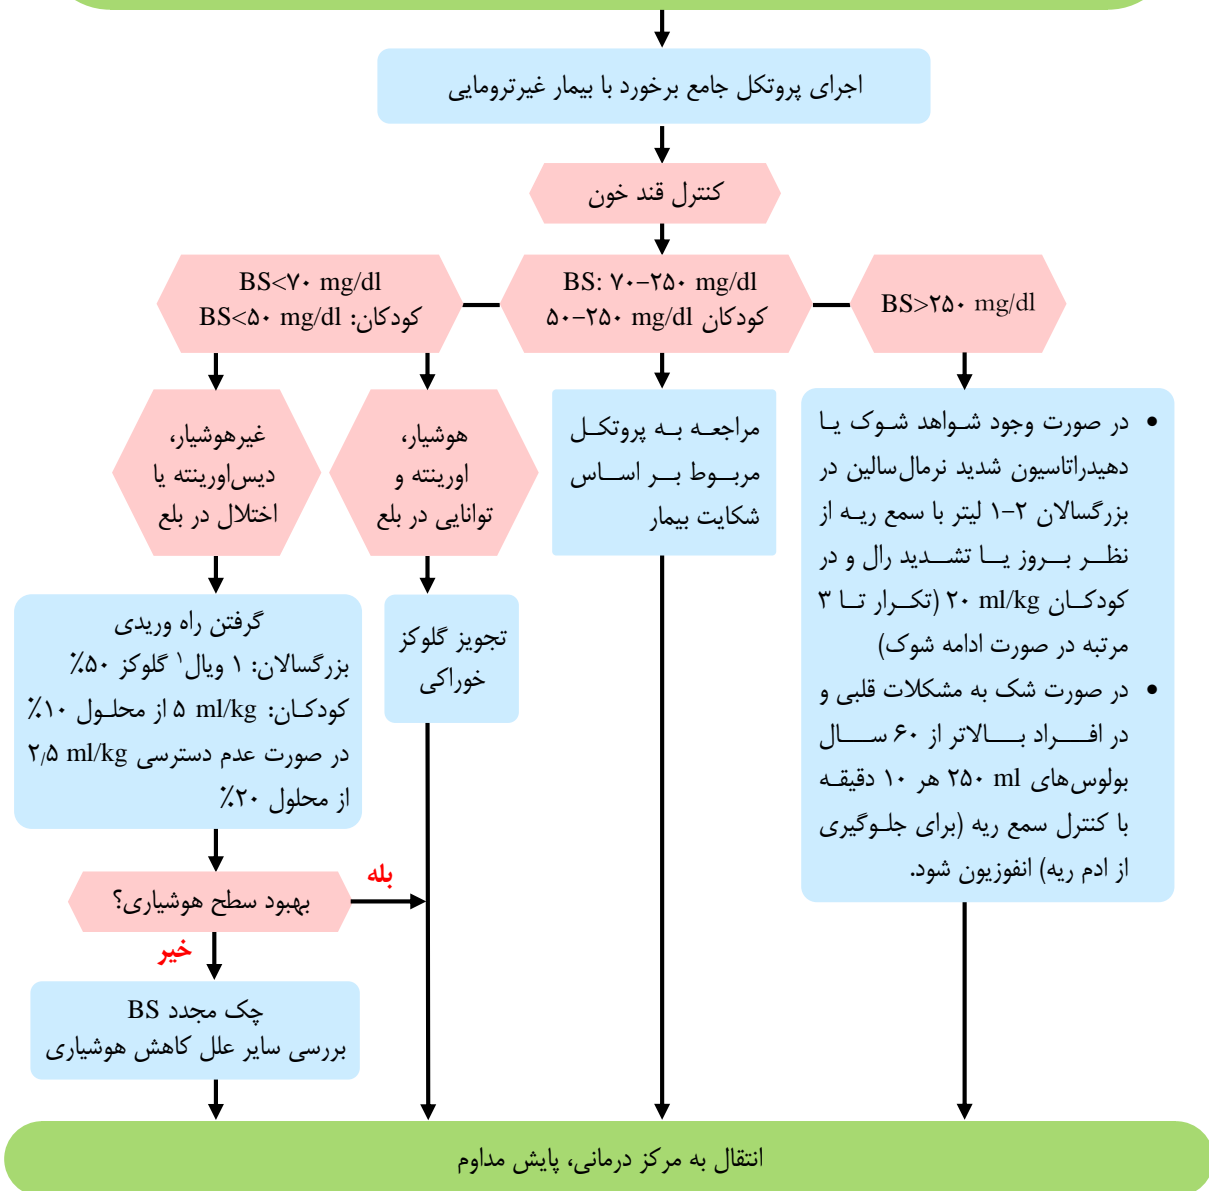 اجرای پروتکل جامع برخورد با بیمار غیرترومایی
کنترل قند خون
BS>۲۵۰ mg/dl
BS: ۷۰-۲۵۰ mg/dl
کودکان ۵۰-۲۵۰ mg/dl
BS<۷۰ mg/dl
کودکان: BS<۵۰ mg/dl
• در صورت وجود شواهد شوک یا
دهیدراتاسیون شدید نرمال‌سالین در
بزرگسالان ۲-۱ لیتر با سمع ریه از
نظر بروز یا تشدید رال و در
کودکان ۲۰ ml/kg (تکرار تا ۳
مرتبه در صورت ادامه شوک)
• در صورت شک به مشکلات قلبی و
در افراد بالاتر از ۶۰ سال
بولوس‌های ۲۵۰ ml هر ۱۰ دقیقه
با کنترل سمع ریه (برای جلوگیری
از ادم ریه) انفوزیون شود.
مراجعه به پروتکل
مربوط بر اساس
شکایت بیمار
هوشیار،
اورینته و
توانایی در بلع
غیرهوشیار،
دیس‌اورینته یا
اختلال در بلع
تجویز گلوکز
خوراکی
گرفتن راه وریدی
بزرگسالان: ۱ ویال۱ گلوکز ۵۰٪
کودکان: ۵ ml/kg از محلول ۱۰٪
در صورت عدم دسترسی ۲٫۵ ml/kg
از محلول ۲۰٪
بهبود سطح هوشیاری؟
بله
خیر
چک مجدد BS
بررسی سایر علل کاهش هوشیاری
انتقال به مرکز درمانی، پایش مداوم